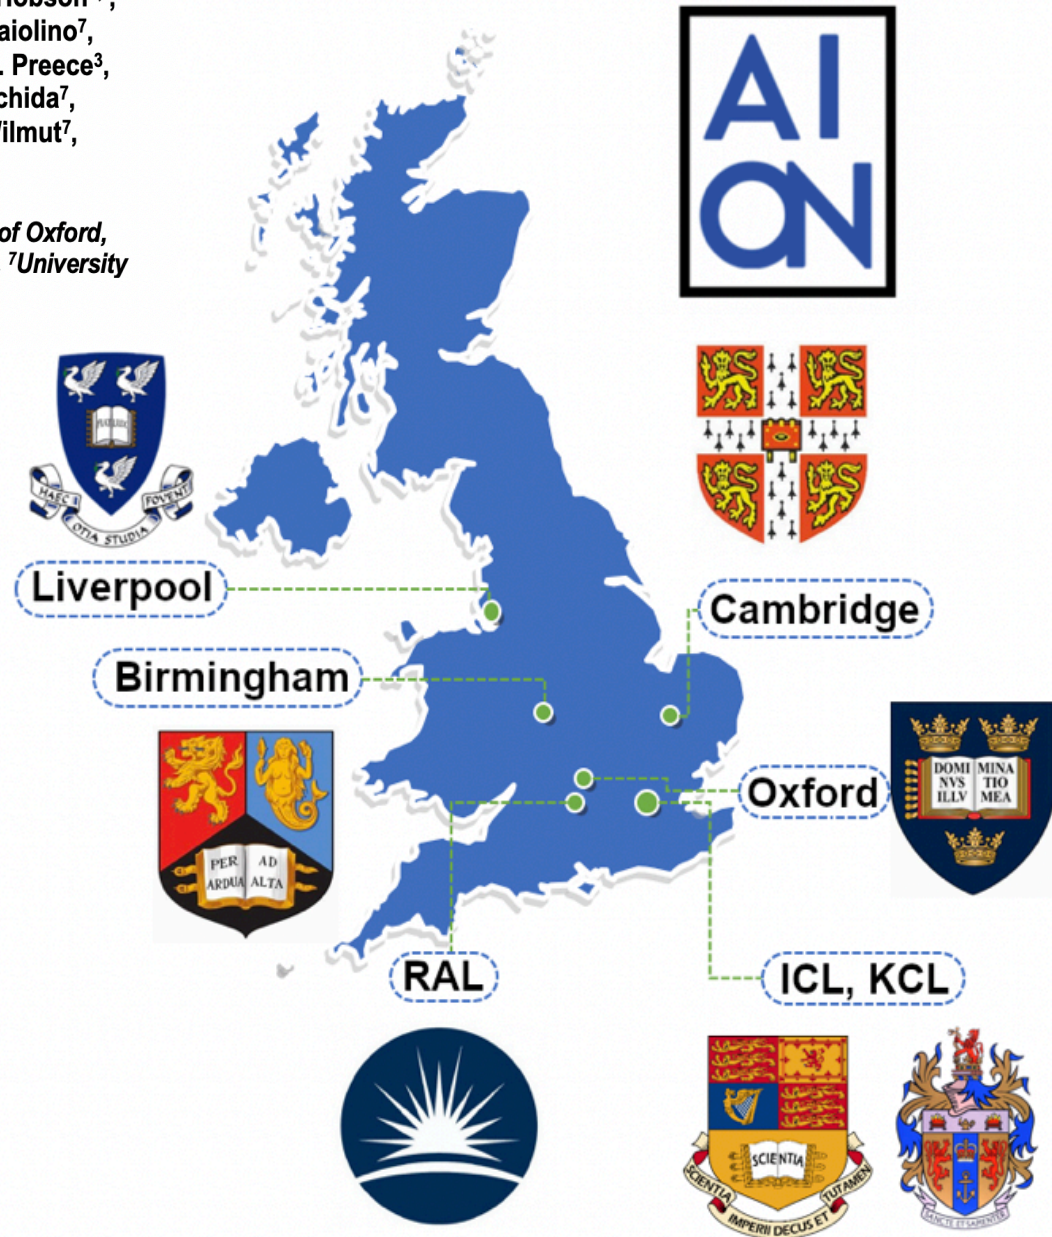 Hobson
aiolino⁷,
. Preece³,
chida⁷,
Wilmut⁷,
of Oxford,
. ⁷University
AI
ON
HAEC OTIA STUDIA FOVENT
Liverpool
Cambridge
Birmingham
DOMI MINA
NVS TIO
ILLV MEA
Oxford
PER AD
ARDUA ALTA
RAL
ICL, KCL
SCIENTIA
SCIENTIA IMPERII DECUS ET TUTAMEN
SANCTE ET SAPIENTER